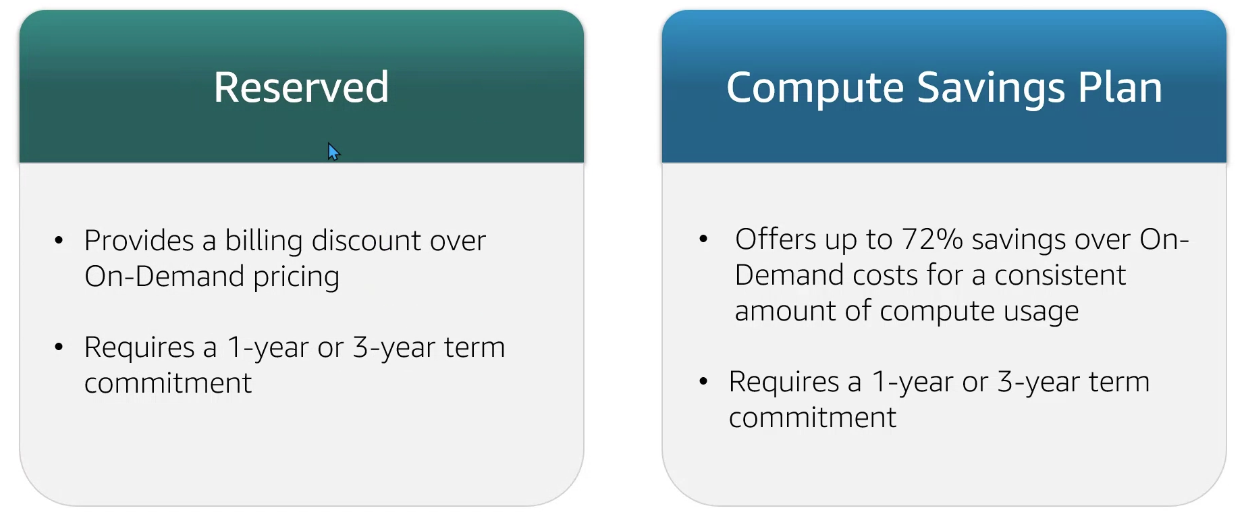 Reserved
• Provides a billing discount over
On-Demand pricing
• Requires a 1-year or 3-year term
commitment
Compute Savings Plan
• Offers up to 72% savings over On-
Demand costs for a consistent
amount of compute usage
• Requires a 1-year or 3-year term
commitment